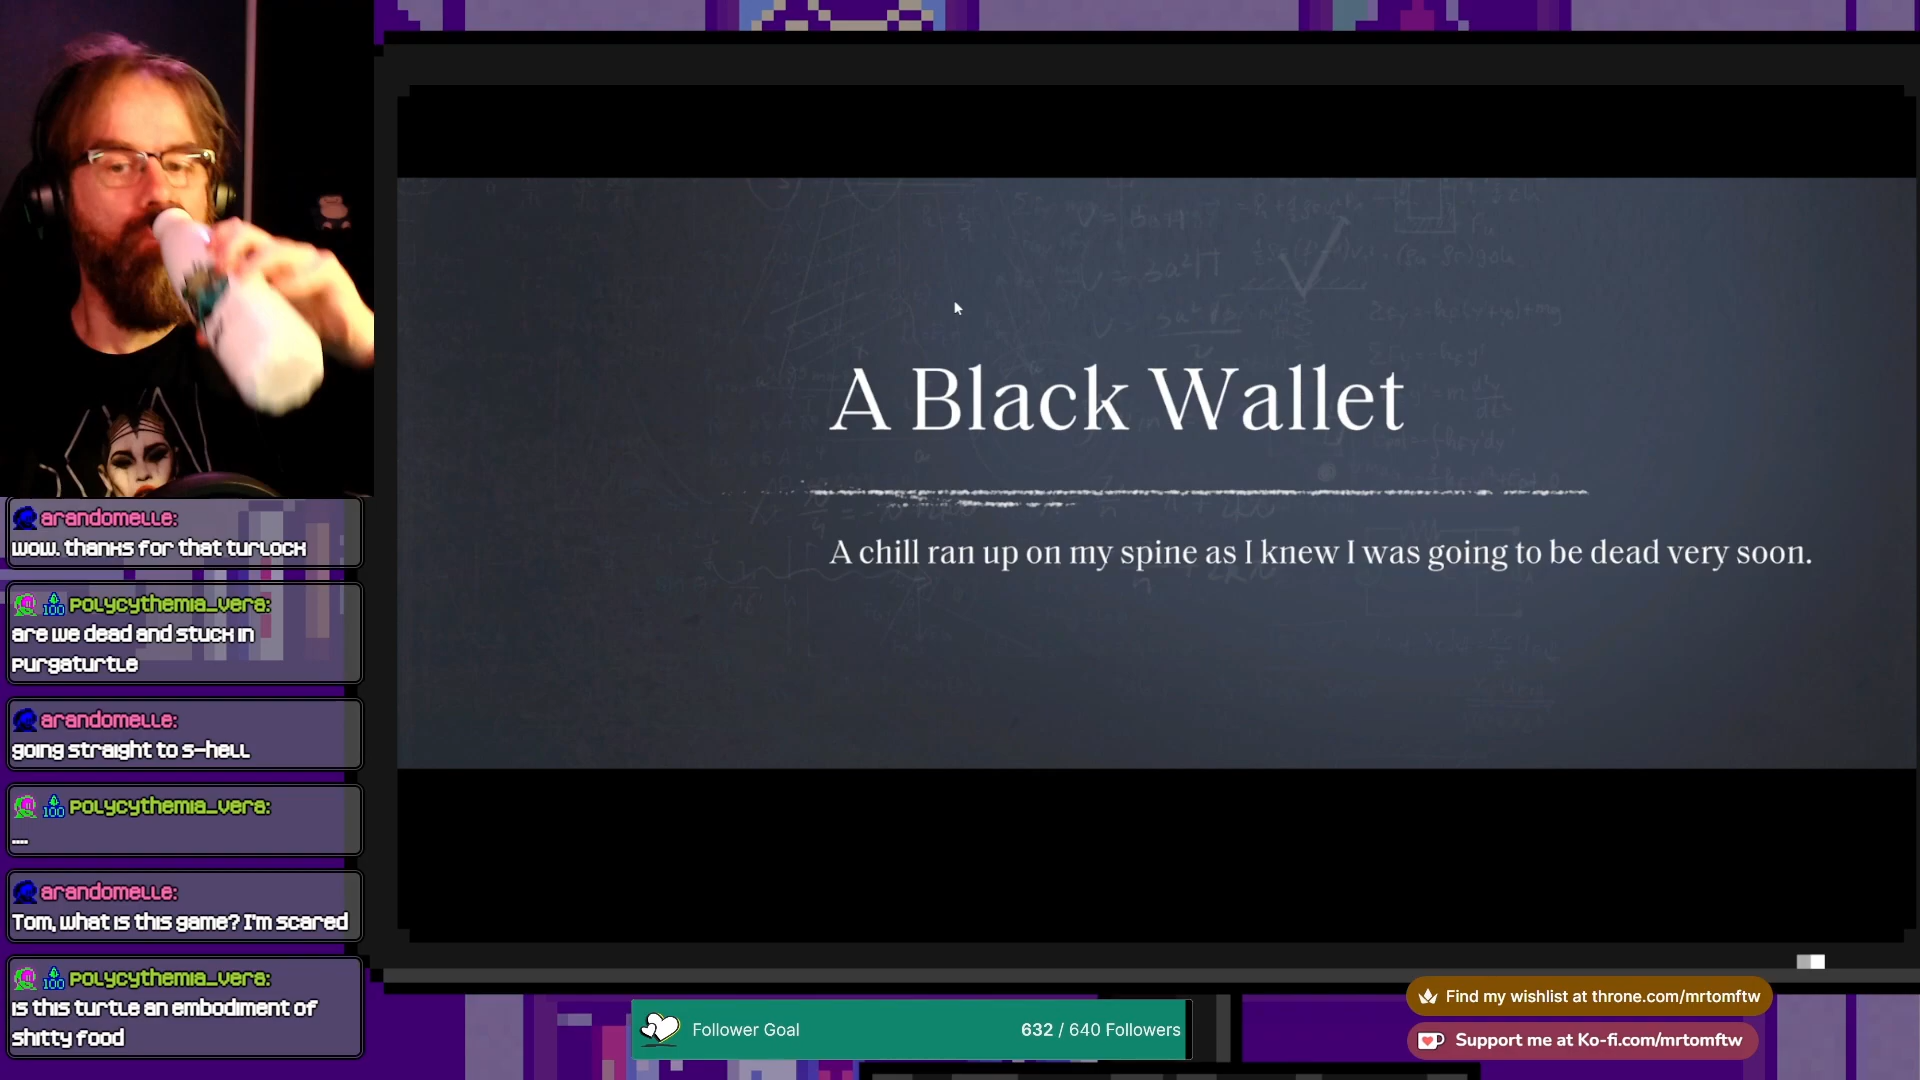 A Black Wallet
A chill ran up on my spine as I knew I was going to be dead very soon.
arandomelle:
wow. thanks for that turlock
100 polycythemia_vera:
are we dead and stuck in
purgaturtle
arandomelle:
going straight to s-hell
100 polycythemia_vera:
....
arandomelle:
Tom, what is this game? I'm scared
100 polycythemia_vera:
is this turtle an embodiment of
shitty food
Follower Goal 632 / 640 Followers
Find my wishlist at throne.com/mrtomftw
Support me at Ko-fi.com/mrtomftw